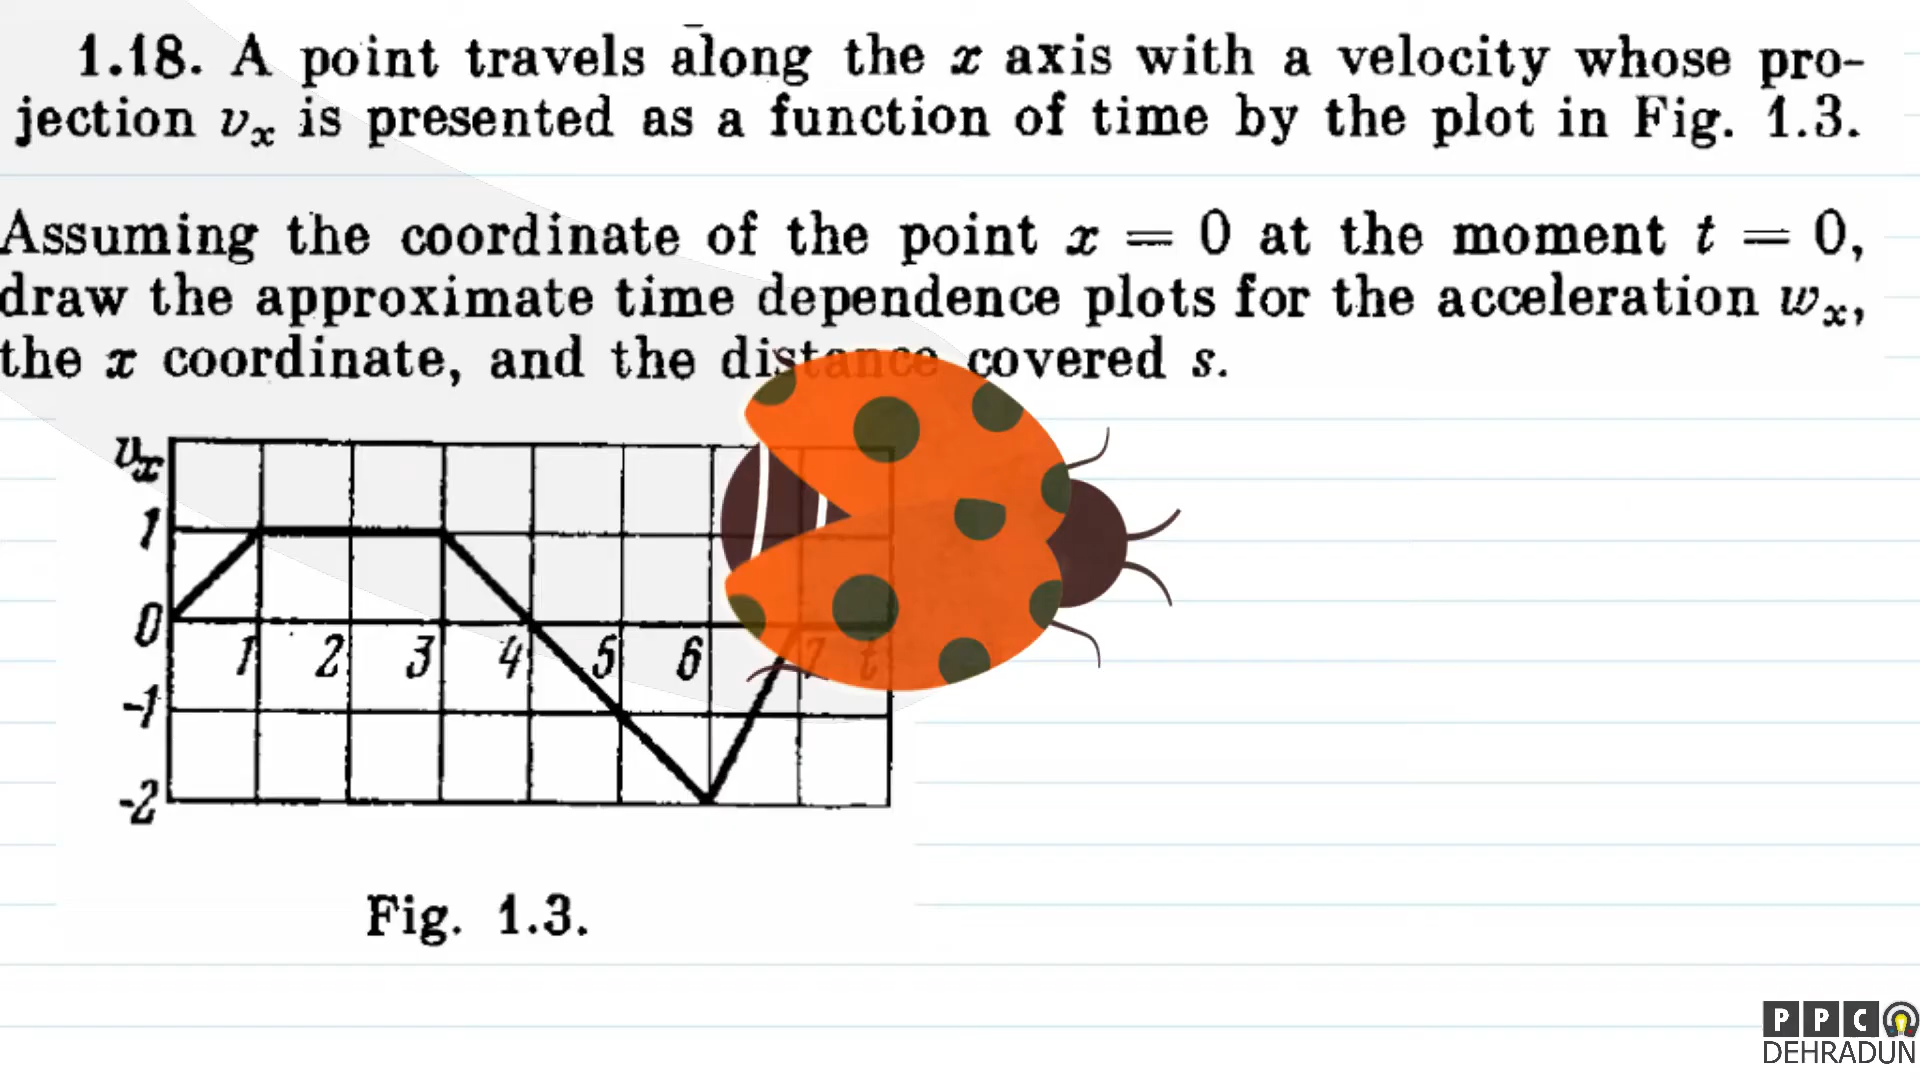 1.18. A point travels along the x axis with a velocity whose pro-
jection vₓ is presented as a function of time by the plot in Fig. 1.3.
Assuming the coordinate of the point x = 0 at the moment t = 0,
draw the approximate time dependence plots for the acceleration wₓ,
the x coordinate, and the distance covered s.
vₓ
1
0
1 2 3 4 5 6 7 t
-1
-2
Fig. 1.3.
PPC
DEHRADUN